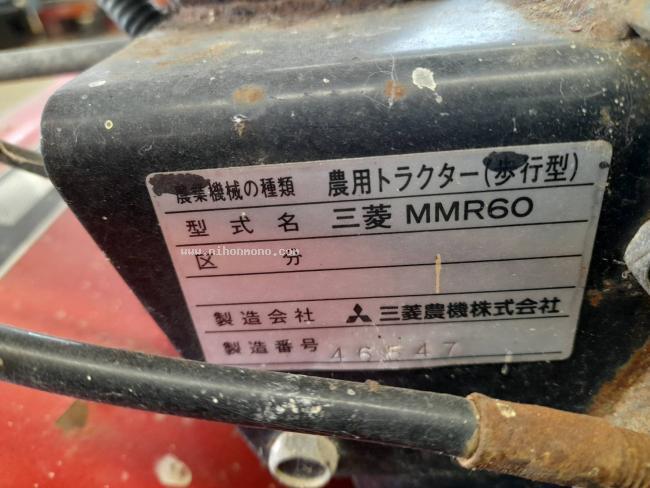 農業機械の種類 農用トラクター(歩行型)
型式名 三菱 MMR60
www.nihonmono.com
区分
製造会社 三菱農機株式会社
製造番号 46547